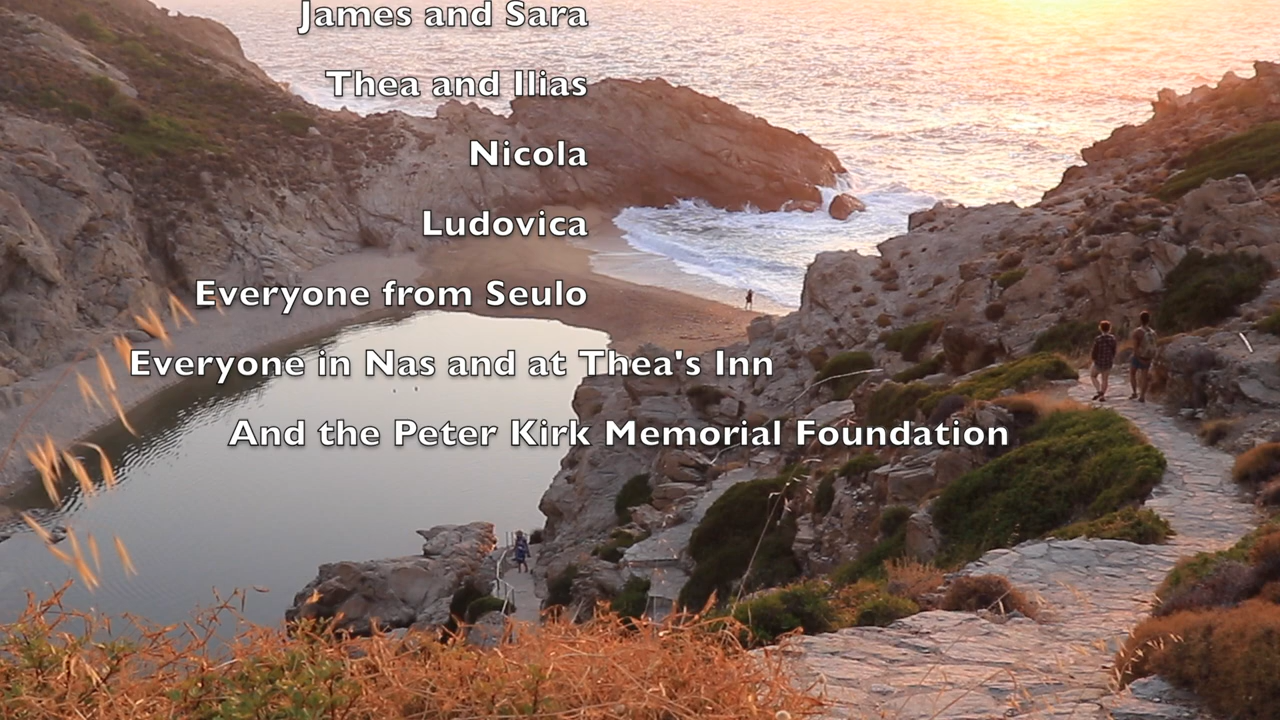 James and Sara
Thea and Ilias
Nicola
Ludovica
Everyone from Seulo
Everyone in Nas and at Thea's Inn
And the Peter Kirk Memorial Foundation